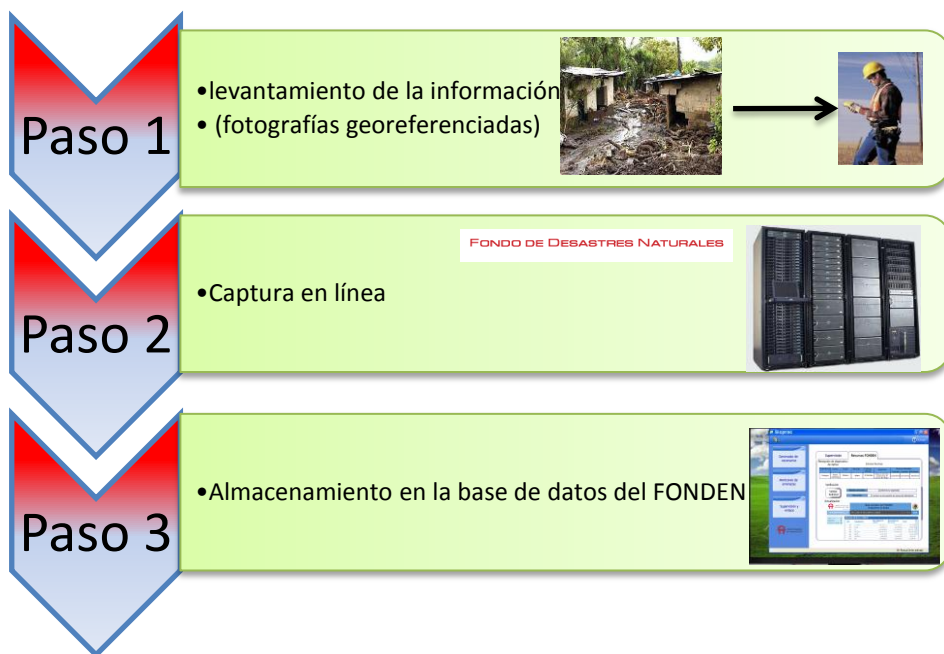 Paso 1
•levantamiento de la información
• (fotografías georeferenciadas)
Paso 2
FONDO DE DESASTRES NATURALES
•Captura en línea
Paso 3
•Almacenamiento en la base de datos del FONDEN